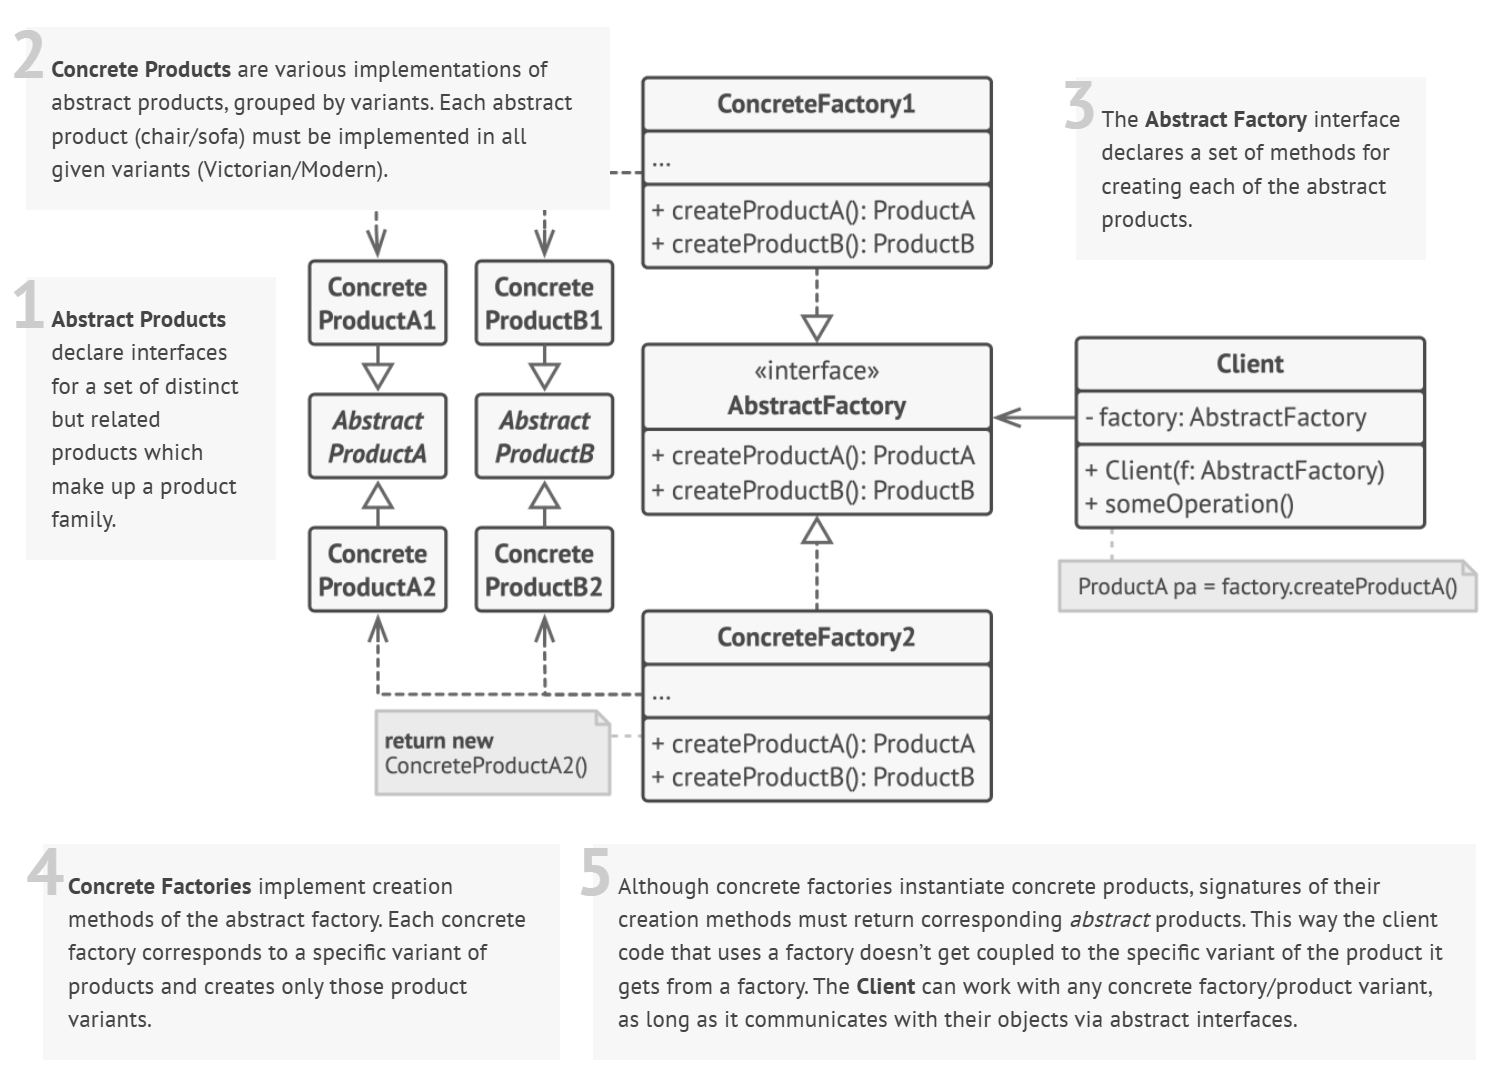 2
Concrete Products are various implementations of
abstract products, grouped by variants. Each abstract
product (chair/sofa) must be implemented in all
given variants (Victorian/Modern).
ConcreteFactory1
...
+ createProductA(): ProductA
+ createProductB(): ProductB
3
The Abstract Factory interface
declares a set of methods for
creating each of the abstract
products.
1
Abstract Products
declare interfaces
for a set of distinct
but related
products which
make up a product
family.
Concrete
ProductA1
Concrete
ProductB1
Abstract
ProductA
Abstract
ProductB
Concrete
ProductA2
Concrete
ProductB2
«interface»
AbstractFactory
+ createProductA(): ProductA
+ createProductB(): ProductB
Client
- factory: AbstractFactory
+ Client(f: AbstractFactory)
+ someOperation()
ProductA pa = factory.createProductA()
ConcreteFactory2
...
+ createProductA(): ProductA
+ createProductB(): ProductB
return new
ConcreteProductA2()
4
Concrete Factories implement creation
methods of the abstract factory. Each concrete
factory corresponds to a specific variant of
products and creates only those product
variants.
5
Although concrete factories instantiate concrete products, signatures of their
creation methods must return corresponding abstract products. This way the client
code that uses a factory doesn’t get coupled to the specific variant of the product it
gets from a factory. The Client can work with any concrete factory/product variant,
as long as it communicates with their objects via abstract interfaces.